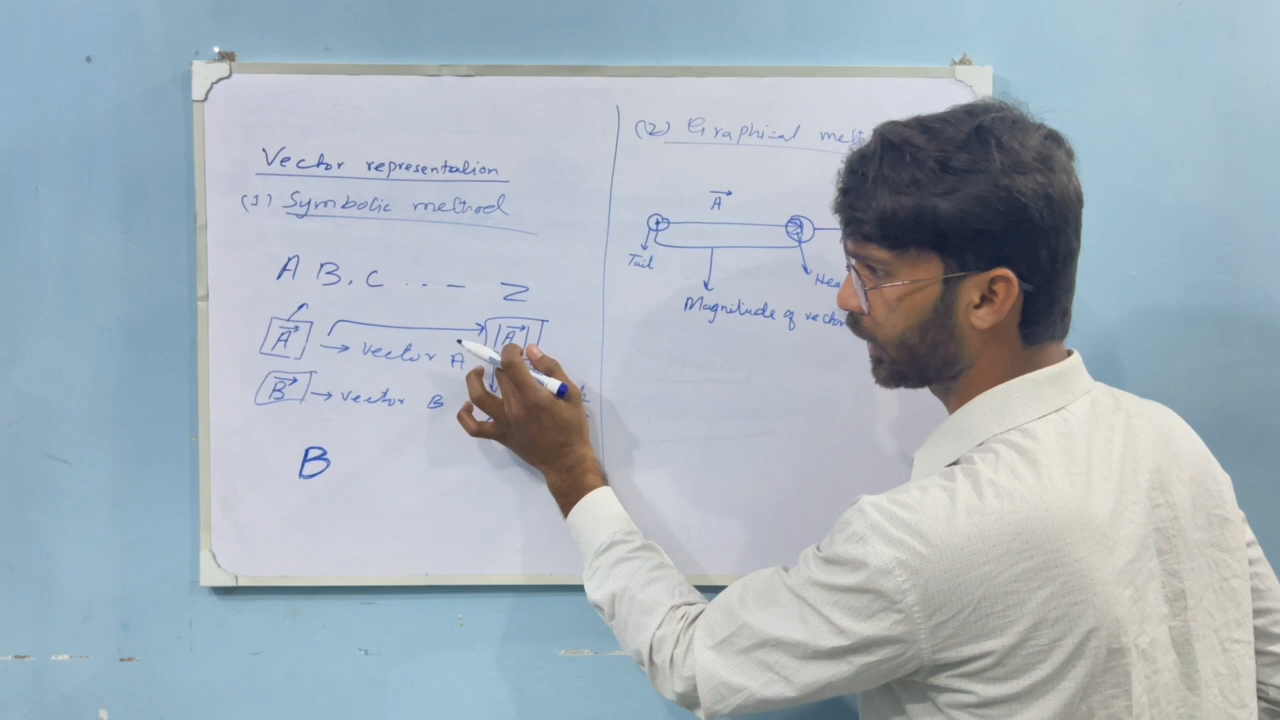 Vector representation
(1) Symbolic method
A B, C ... - Z
A⃗ → vector A |A⃗|
B⃗ → vector B
B
(2) Graphical
A⃗
Tail
Magnitude of vector